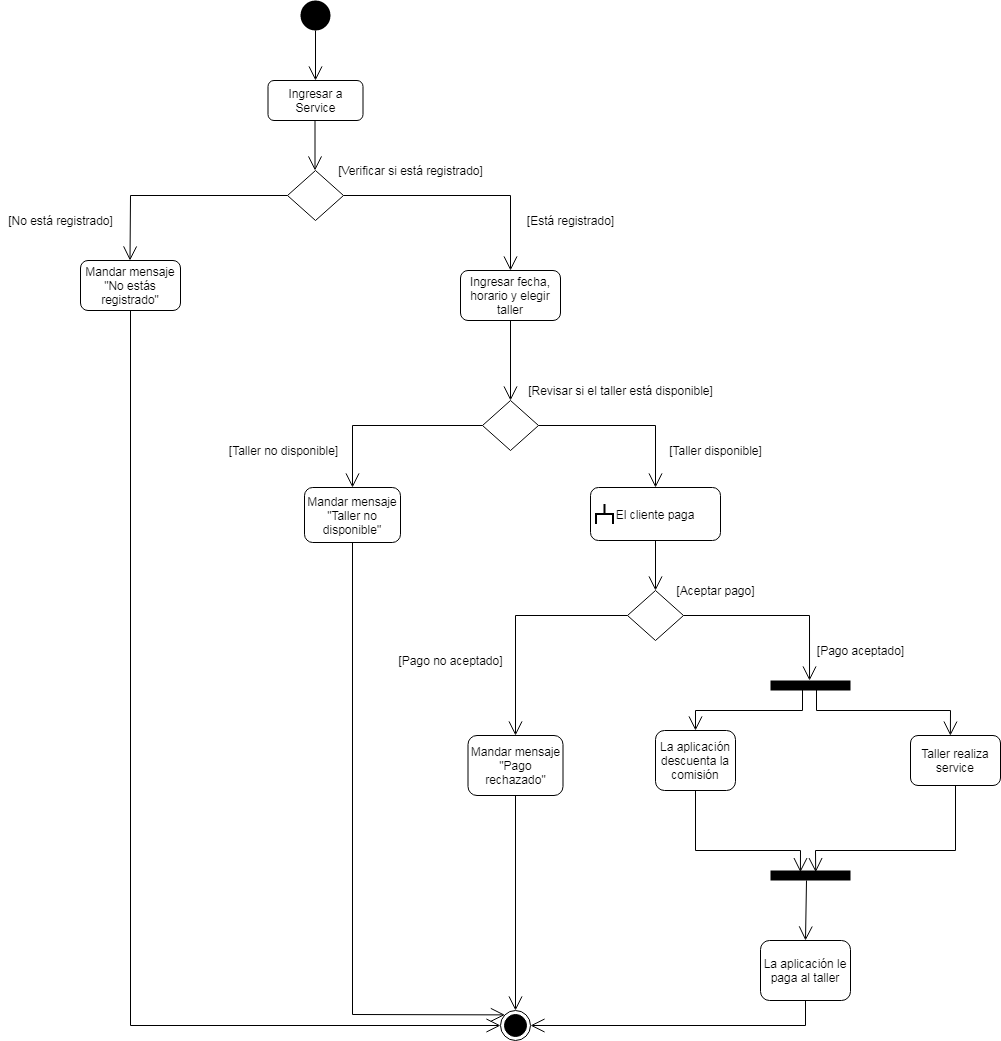 Ingresar a
Service
[Verificar si está registrado]
[No está registrado]
[Está registrado]
Mandar mensaje
"No estás
registrado"
Ingresar fecha,
horario y elegir
taller
[Revisar si el taller está disponible]
[Taller no disponible]
[Taller disponible]
Mandar mensaje
"Taller no
disponible"
El cliente paga
[Aceptar pago]
[Pago no aceptado]
[Pago aceptado]
Mandar mensaje
"Pago
rechazado"
La aplicación
descuenta la
comisión
Taller realiza
service
La aplicación le
paga al taller